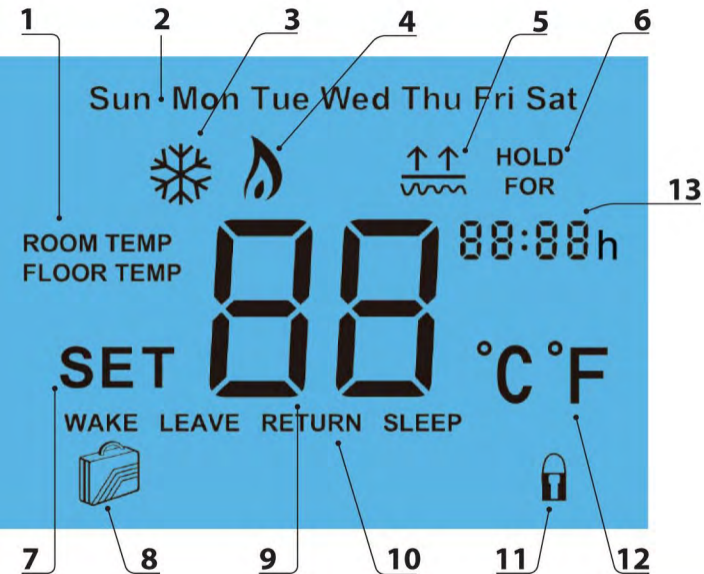 1 2 3 4 5 6
Sun Mon Tue Wed Thu Fri Sat
HOLD
FOR
13
ROOM TEMP
88:88h
FLOOR TEMP
88
SET
°C °F
WAKE LEAVE RETURN SLEEP
7 8 9 10 11 12